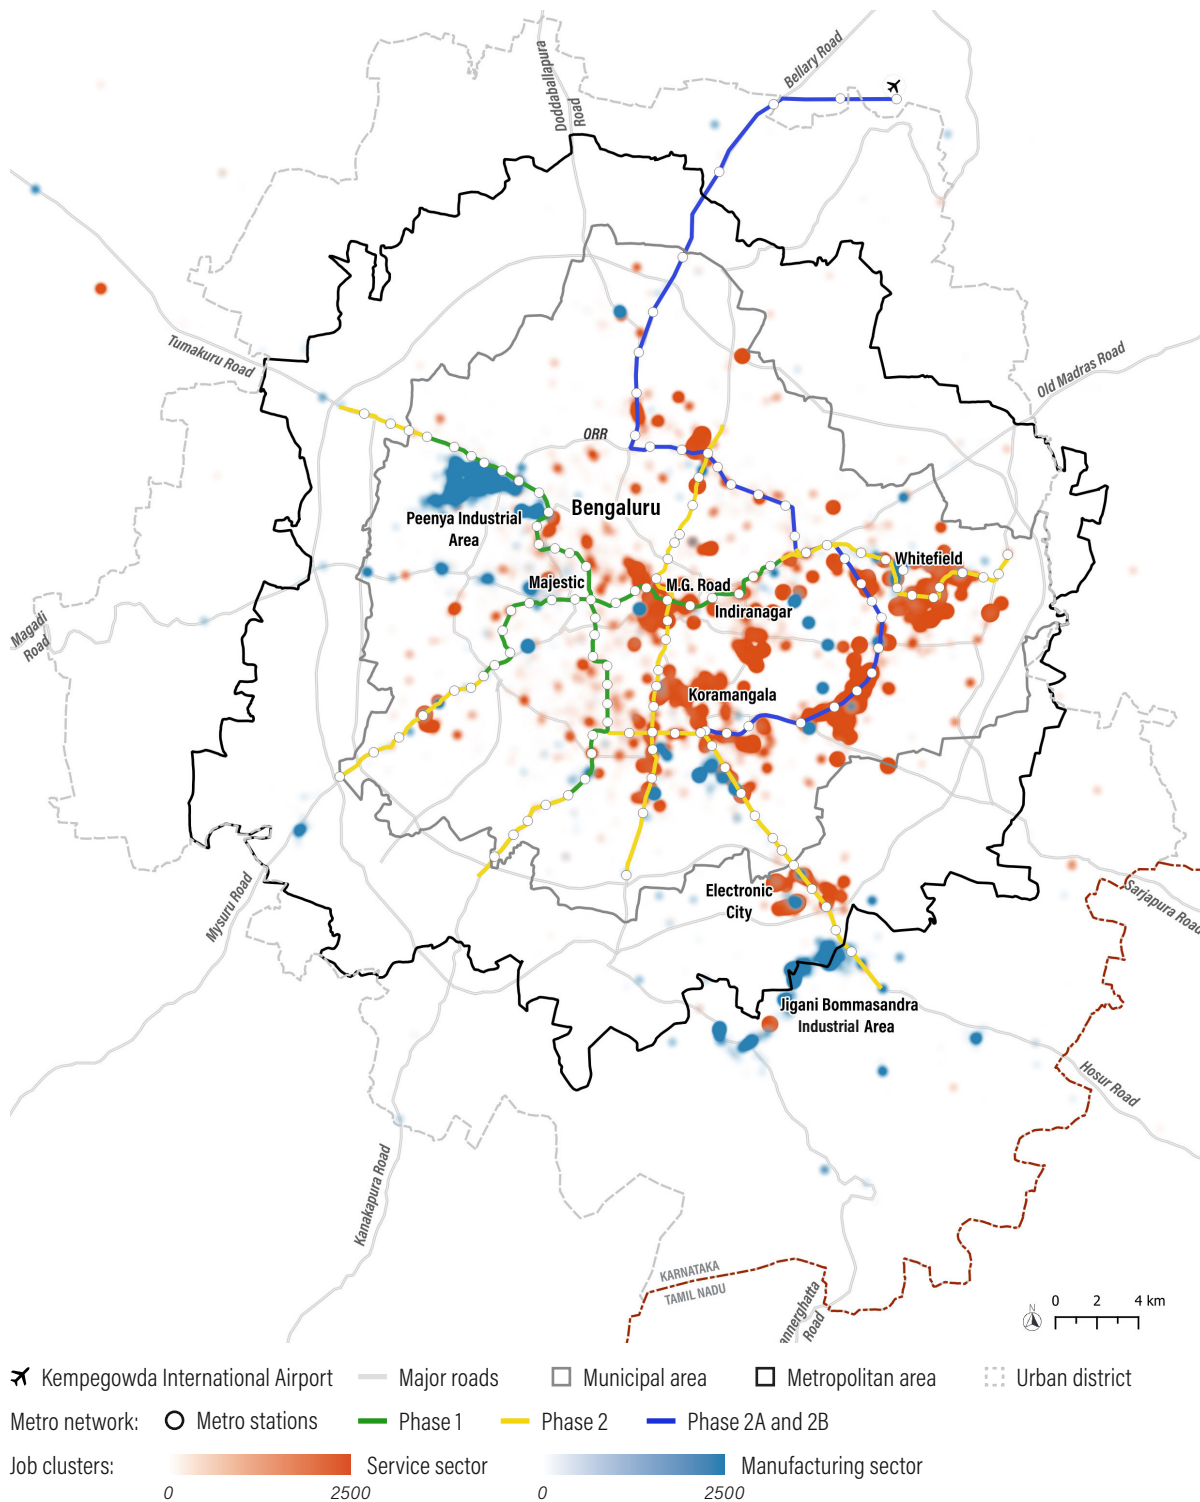 Bellary Road
Doddaballapura
Road
Tumakuru Road
Old Madras Road
ORR
Bengaluru
Peenya Industrial
Area
Whitefield
Majestic
M.G. Road
Indiranagar
Magadi
Road
Koramangala
Mysuru Road
Electronic
City
Sarjapura Road
Jigani Bommasandra
Industrial Area
Hosur Road
Kanakapura Road
KARNATAKA
TAMIL NADU
annerghatta
Road
N
0 2 4 km
Kempegowda International Airport Major roads Municipal area Metropolitan area Urban district
Metro network: Metro stations Phase 1 Phase 2 Phase 2A and 2B
Job clusters: Service sector Manufacturing sector
0 2500 0 2500